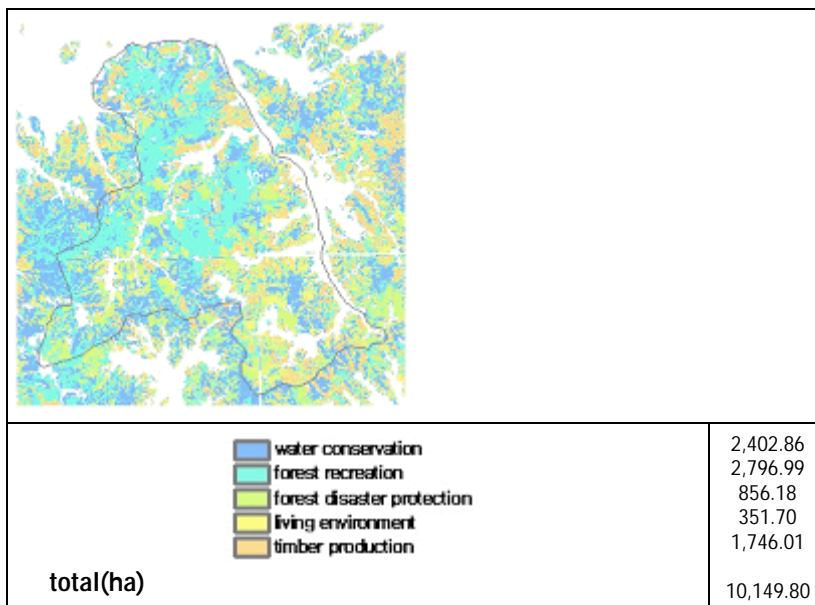 water conservation 2,402.86
forest recreation 2,796.99
forest disaster protection 856.18
living environment 351.70
timber production 1,746.01
total(ha) 10,149.80